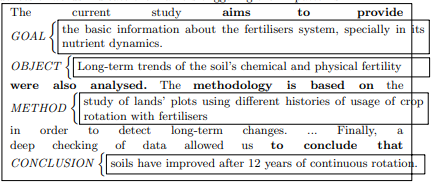 The current study aims to provide
GOAL { the basic information about the fertilisers system, specially in its
nutrient dynamics.
OBJECT { Long-term trends of the soil's chemical and physical fertility
were also analysed. The methodology is based on the
METHOD { study of lands' plots using different histories of usage of crop
rotation with fertilisers
in order to detect long-term changes. ... Finally, a
deep checking of data allowed us to conclude that
CONCLUSION { soils have improved after 12 years of continuous rotation.